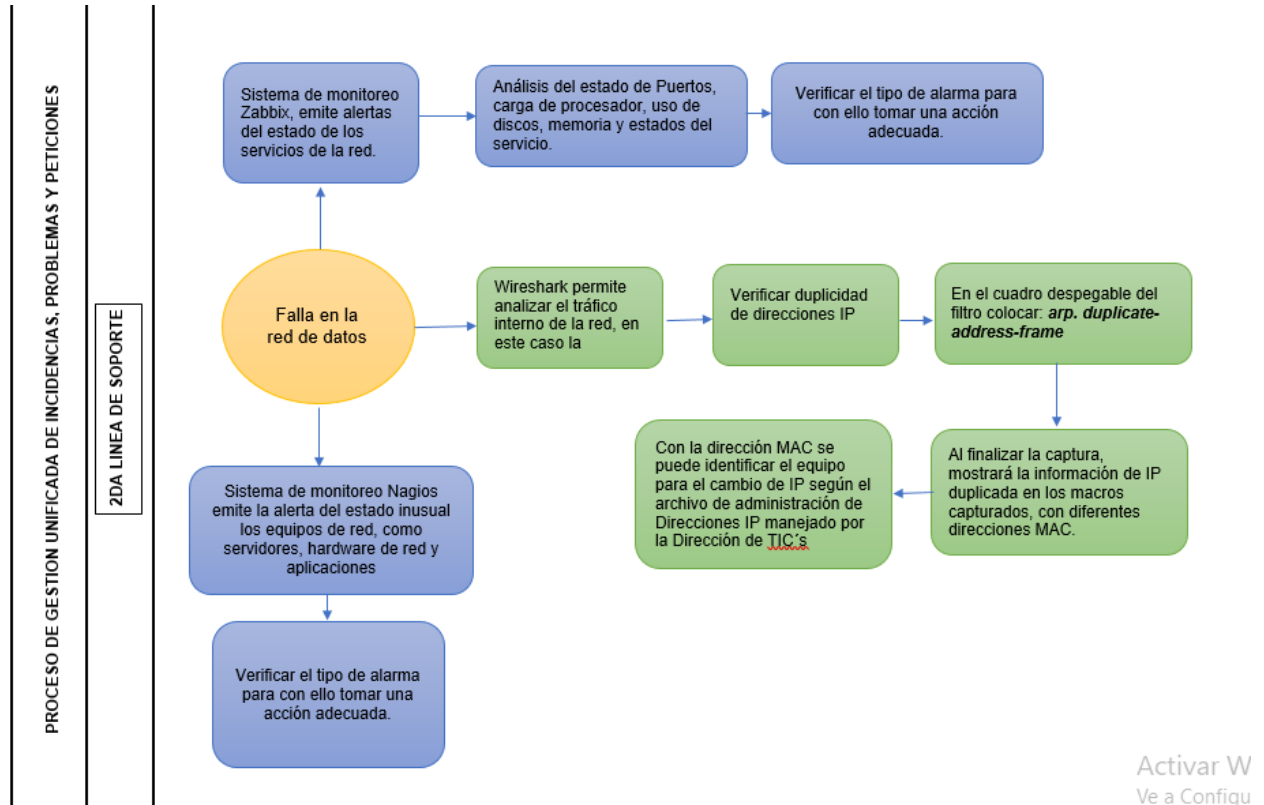 PROCESO DE GESTION UNIFICADA DE INCIDENCIAS, PROBLEMAS Y PETICIONES
2DA LINEA DE SOPORTE
Sistema de monitoreo
Zabbix, emite alertas
del estado de los
servicios de la red.
Análisis del estado de Puertos,
carga de procesador, uso de
discos, memoria y estados del
servicio.
Verificar el tipo de alarma para
con ello tomar una acción
adecuada.
Falla en la
red de datos
Wireshark permite
analizar el tráfico
interno de la red, en
este caso la
Verificar duplicidad
de direcciones IP
En el cuadro despegable del
filtro colocar: arp. duplicate-
address-frame
Al finalizar la captura,
mostrará la información de IP
duplicada en los macros
capturados, con diferentes
direcciones MAC.
Con la dirección MAC se
puede identificar el equipo
para el cambio de IP según el
archivo de administración de
Direcciones IP manejado por
la Dirección de TIC´s
Sistema de monitoreo Nagios
emite la alerta del estado inusual
los equipos de red, como
servidores, hardware de red y
aplicaciones
Verificar el tipo de alarma
para con ello tomar una
acción adecuada.
Activar W
Ve a Configu